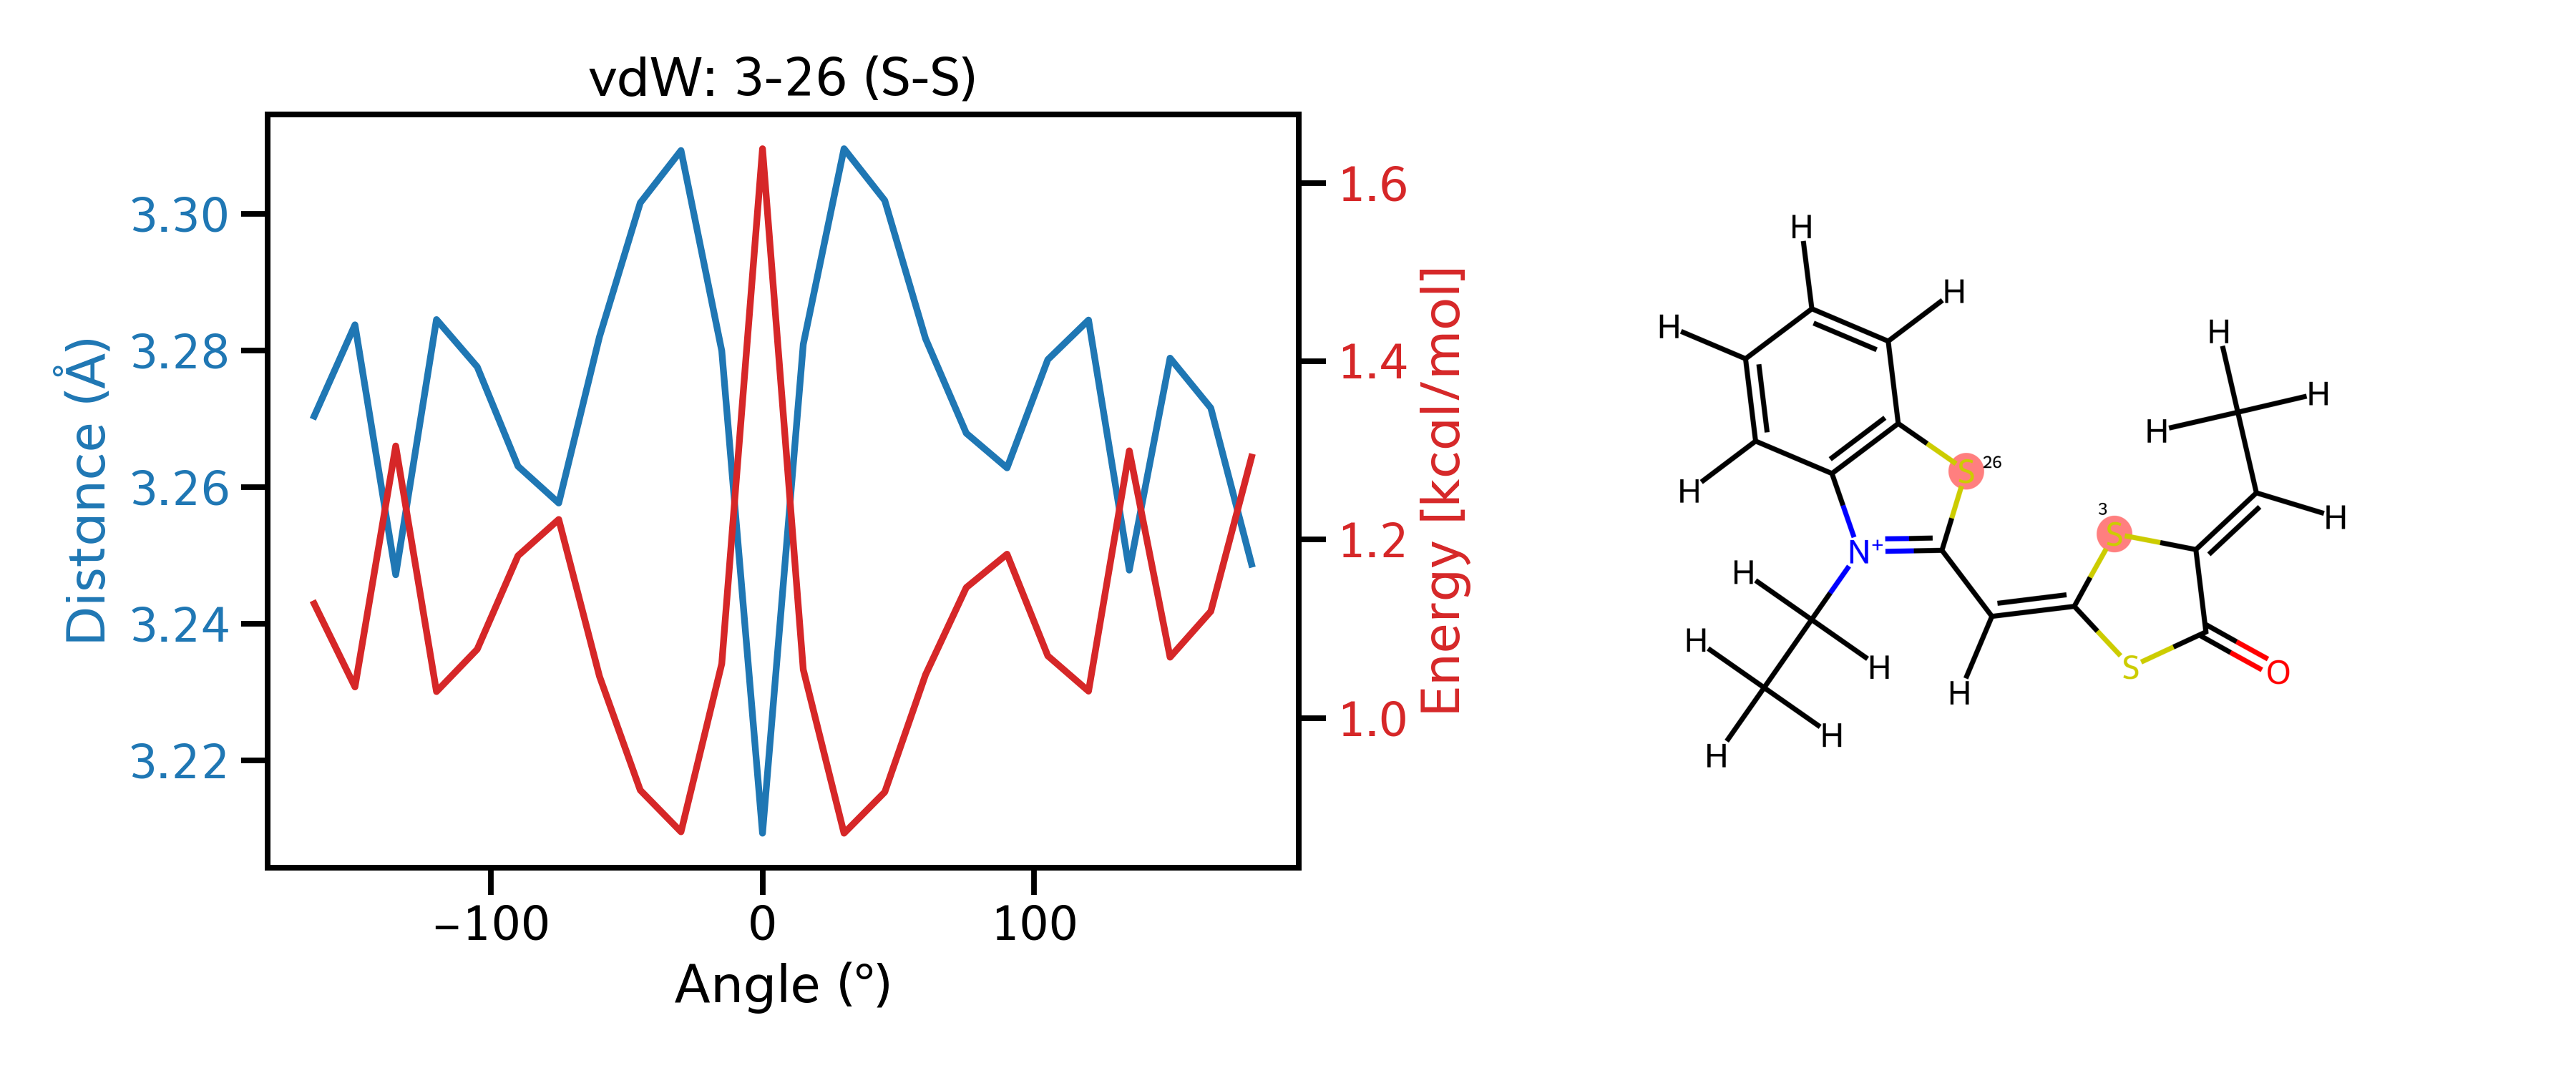 vdW: 3-26 (S-S)
3.30
3.28
3.26
3.24
3.22
Distance (Å)
1.6
1.4
1.2
1.0
Energy [kcal/mol]
−100
0
100
Angle (°)
H
H
H
H
H
H
H
S 26
3
S
H
N+
H
H
S
O
H
H
H
H
H